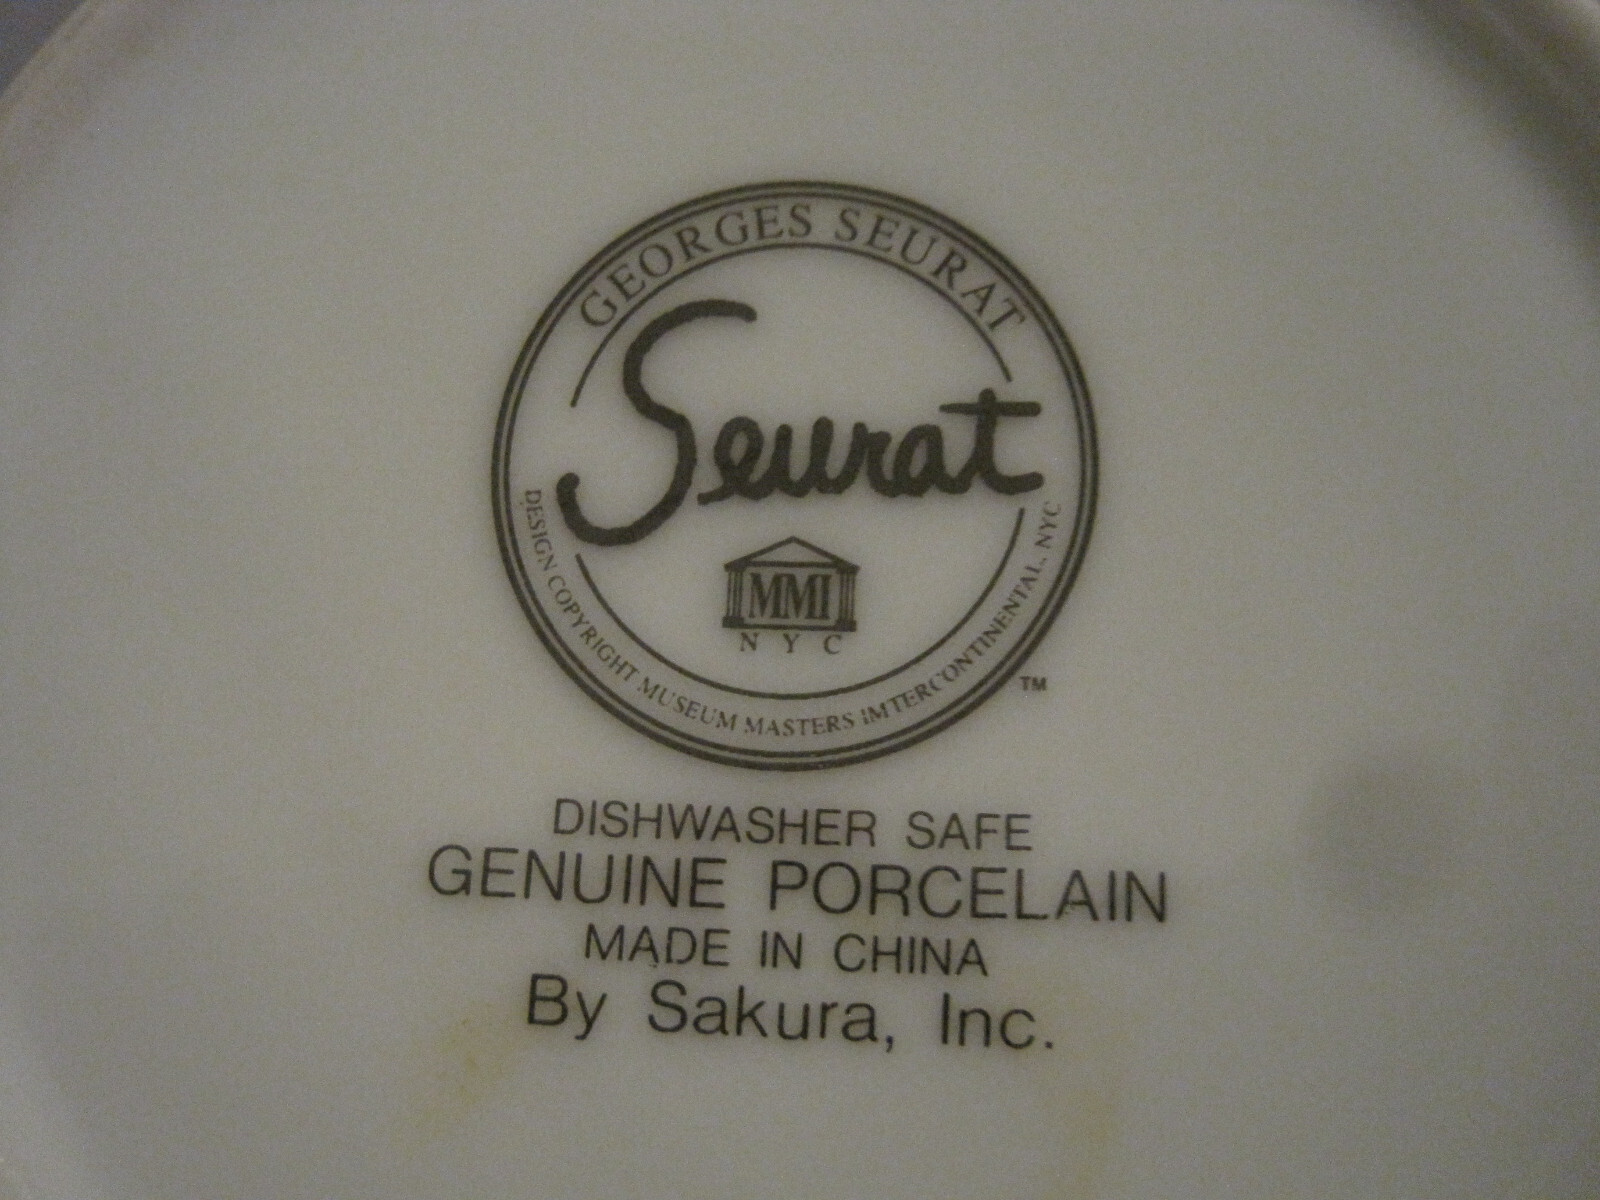 GEORGES SEURAT
Seurat
MMI
NYC
DESIGN COPYRIGHT MUSEUM MASTERS IMTERCONTINENTAL, NYC
TM
DISHWASHER SAFE
GENUINE PORCELAIN
MADE IN CHINA
By Sakura, Inc.